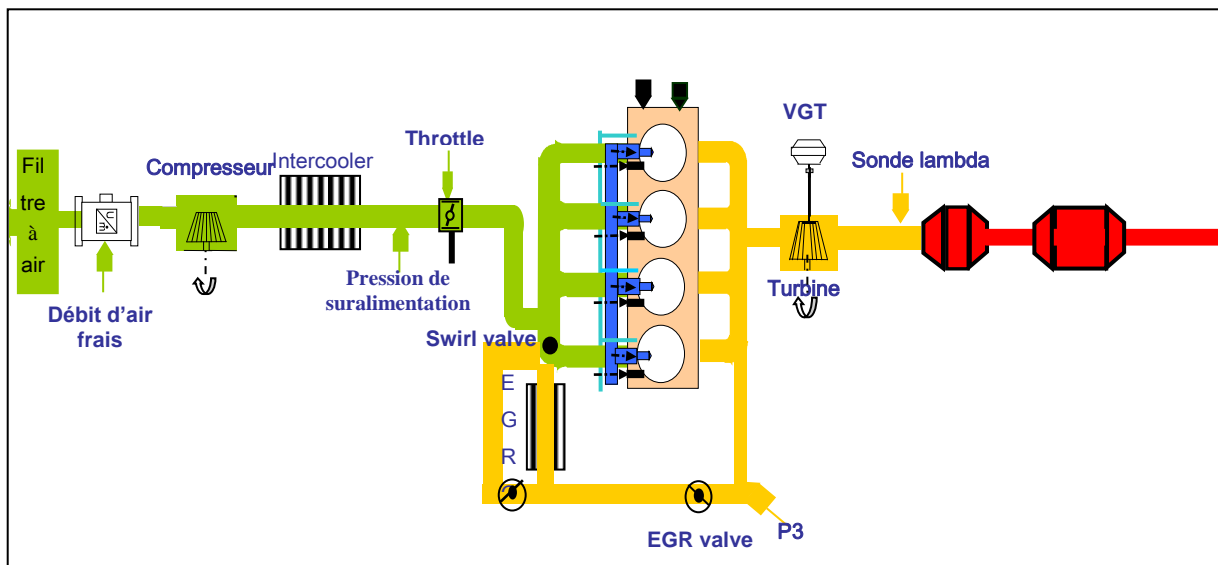 Fil
tre à
air
Débit d'air
frais
Compresseur
Intercooler
Throttle
Pression de
suralimentation
Swirl valve
E
G
R
EGR valve
P3
VGT
Turbine
Sonde lambda